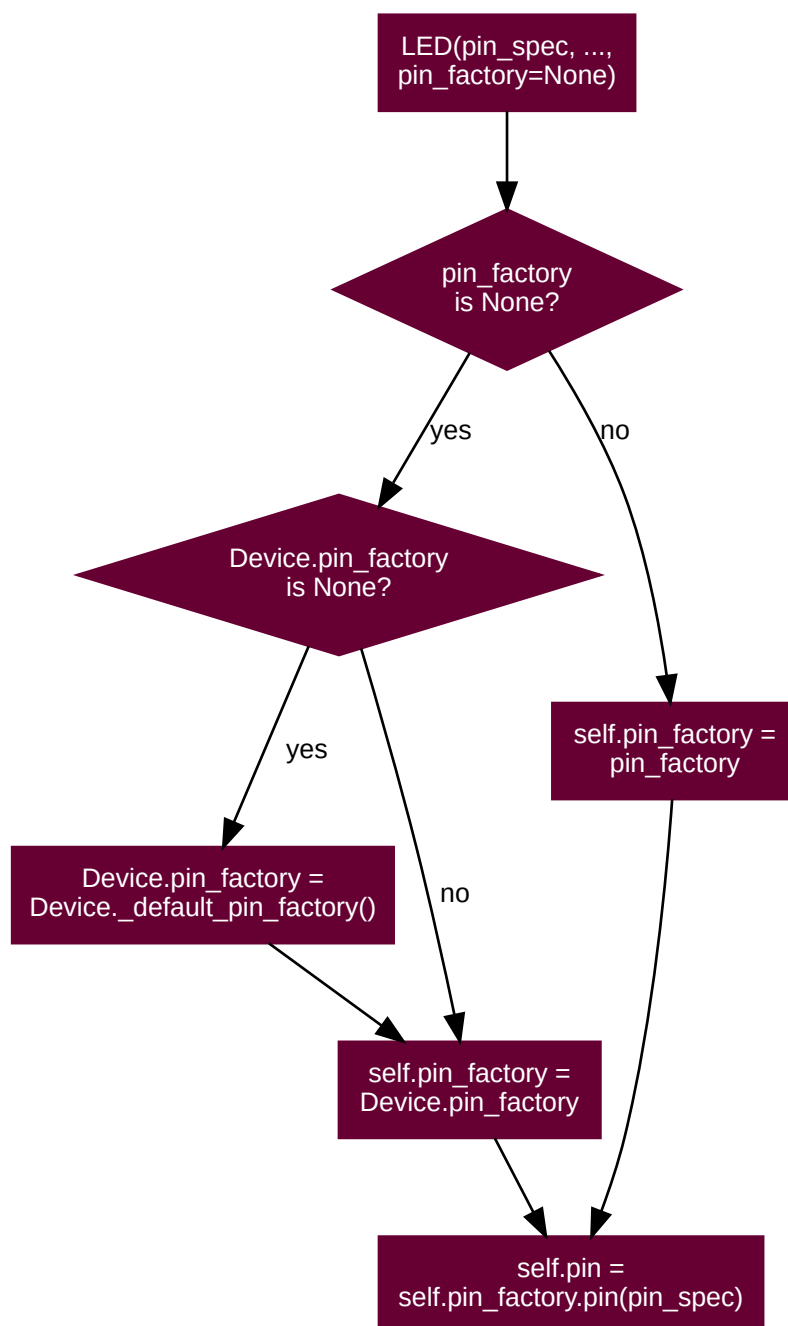 LED(pin_spec, ...,
pin_factory=None)
pin_factory
is None?
yes
no
Device.pin_factory
is None?
yes
self.pin_factory =
pin_factory
Device.pin_factory =
Device._default_pin_factory()
no
self.pin_factory =
Device.pin_factory
self.pin =
self.pin_factory.pin(pin_spec)